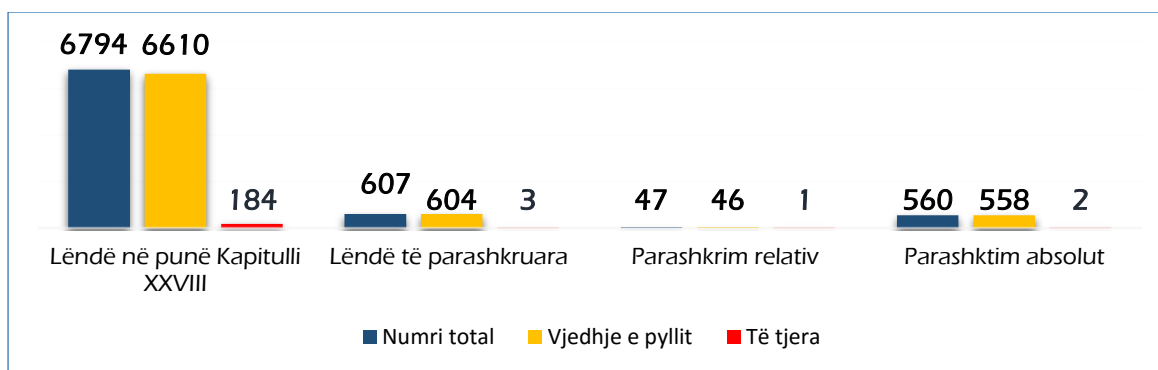 6794 6610 184
607 604 3
47 46 1
560 558 2
Lëndë në punë Kapitulli
XXVIII
Lëndë të parashkruara
Parashkrim relativ
Parashktim absolut
Numri total
Vjedhje e pyllit
Të tjera